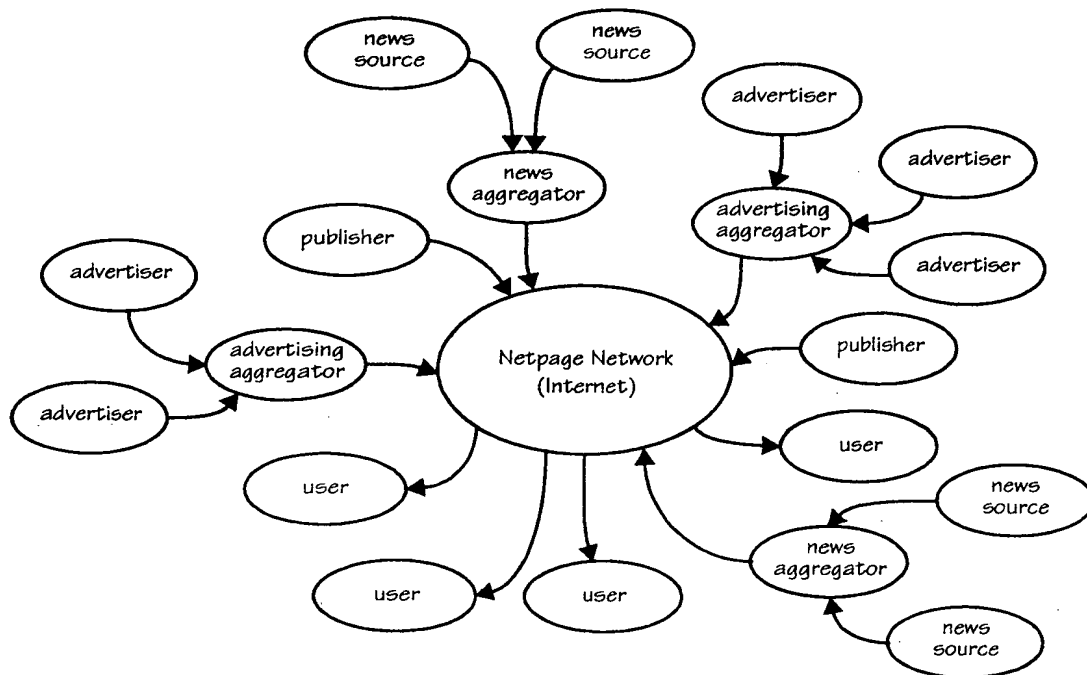 news
source
news
source
advertiser
advertiser
news
aggregator
advertising
aggregator
publisher
advertiser
advertiser
advertising
aggregator
Netpage Network
(Internet)
publisher
advertiser
user
user
news
source
news
aggregator
user
user
news
source